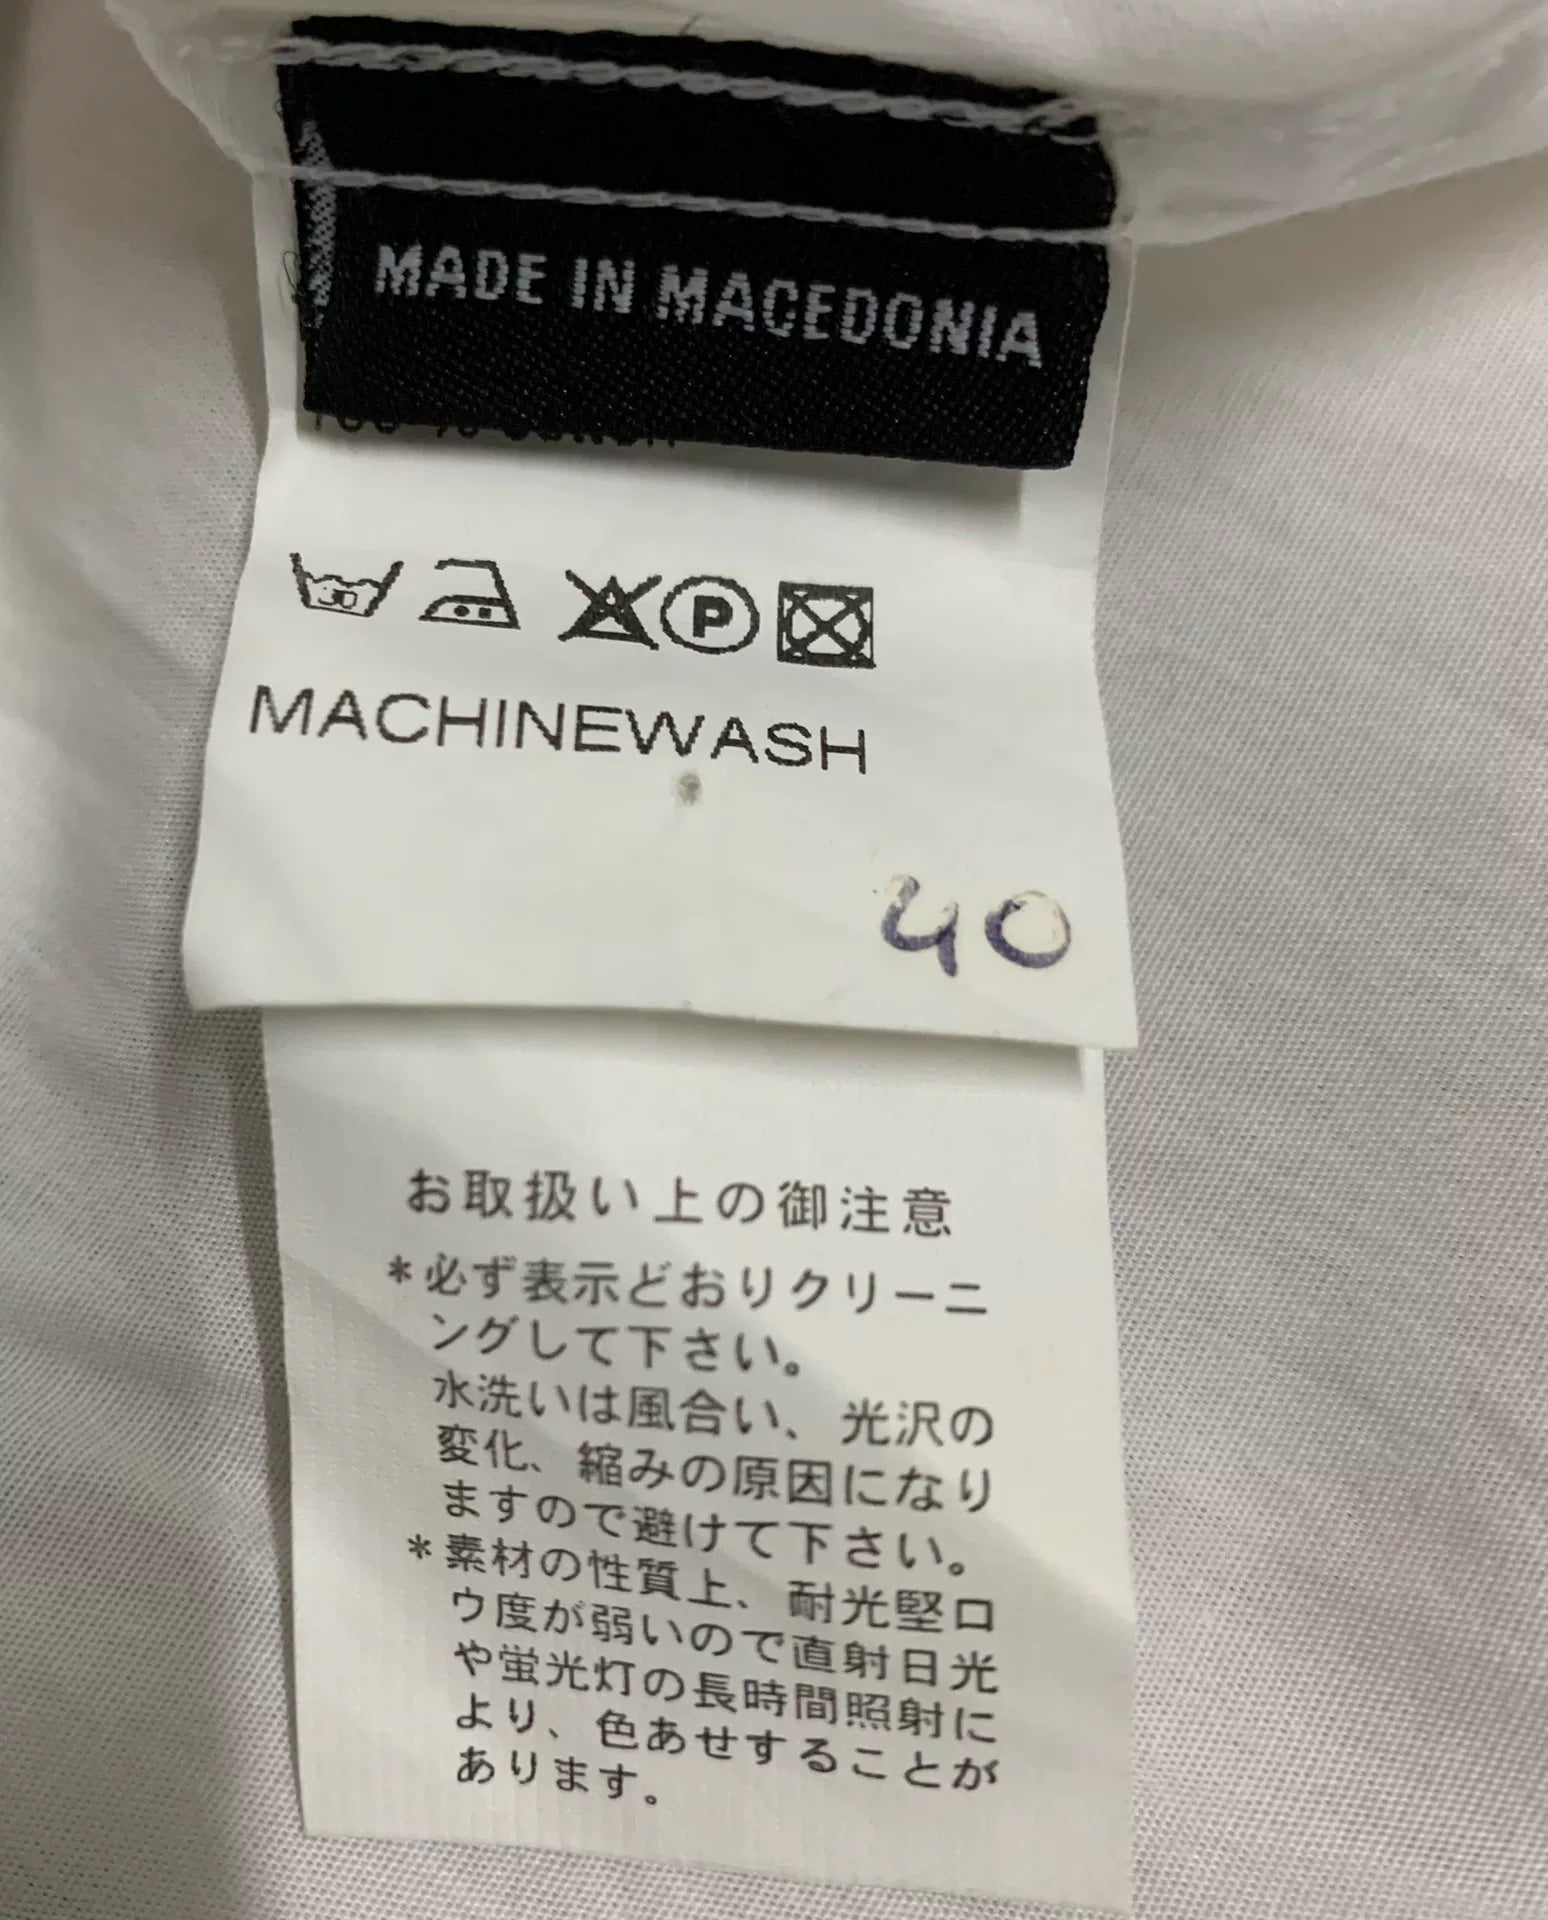 MADE IN MACEDONIA
30
P
MACHINEWASH
40
お取扱い上の御注意
*必ず表示どおりクリーニ
ングして下さい。
水洗いは風合い、光沢の
変化、縮みの原因になり
ますので避けて下さい。
*素材の性質上、耐光堅ロ
ウ度が弱いので直射日光
や蛍光灯の長時間照射に
より、色あせすることが
あります。